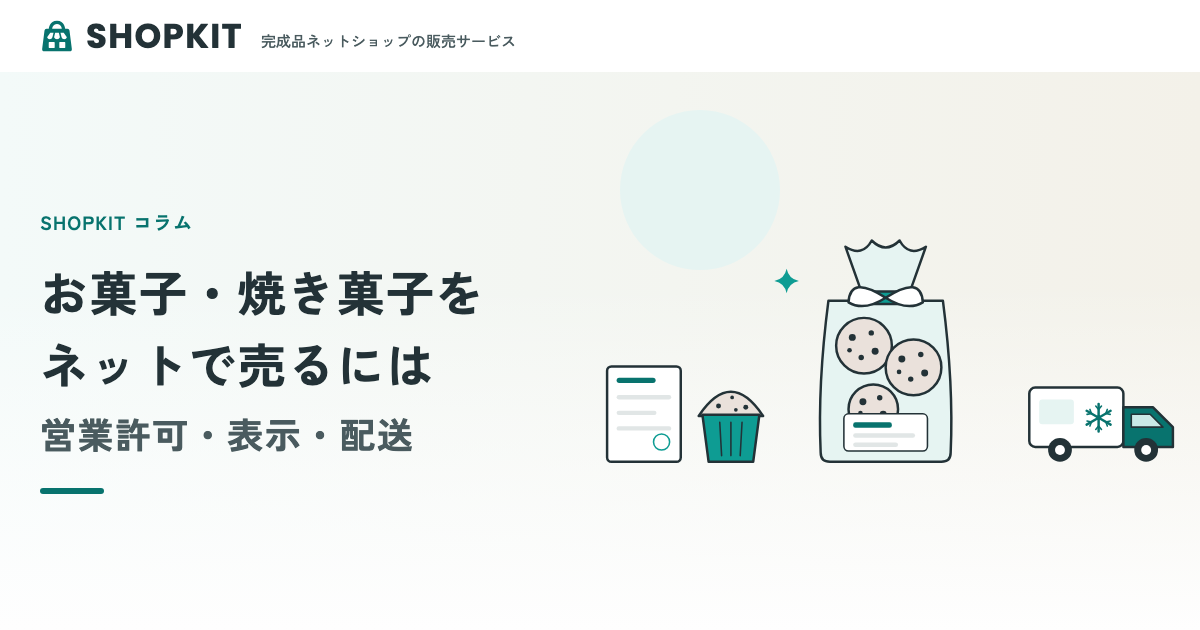 SHOPKIT 完成品ネットショップの販売サービス
SHOPKIT コラム
お菓子・焼き菓子を
ネットで売るには
営業許可・表示・配送